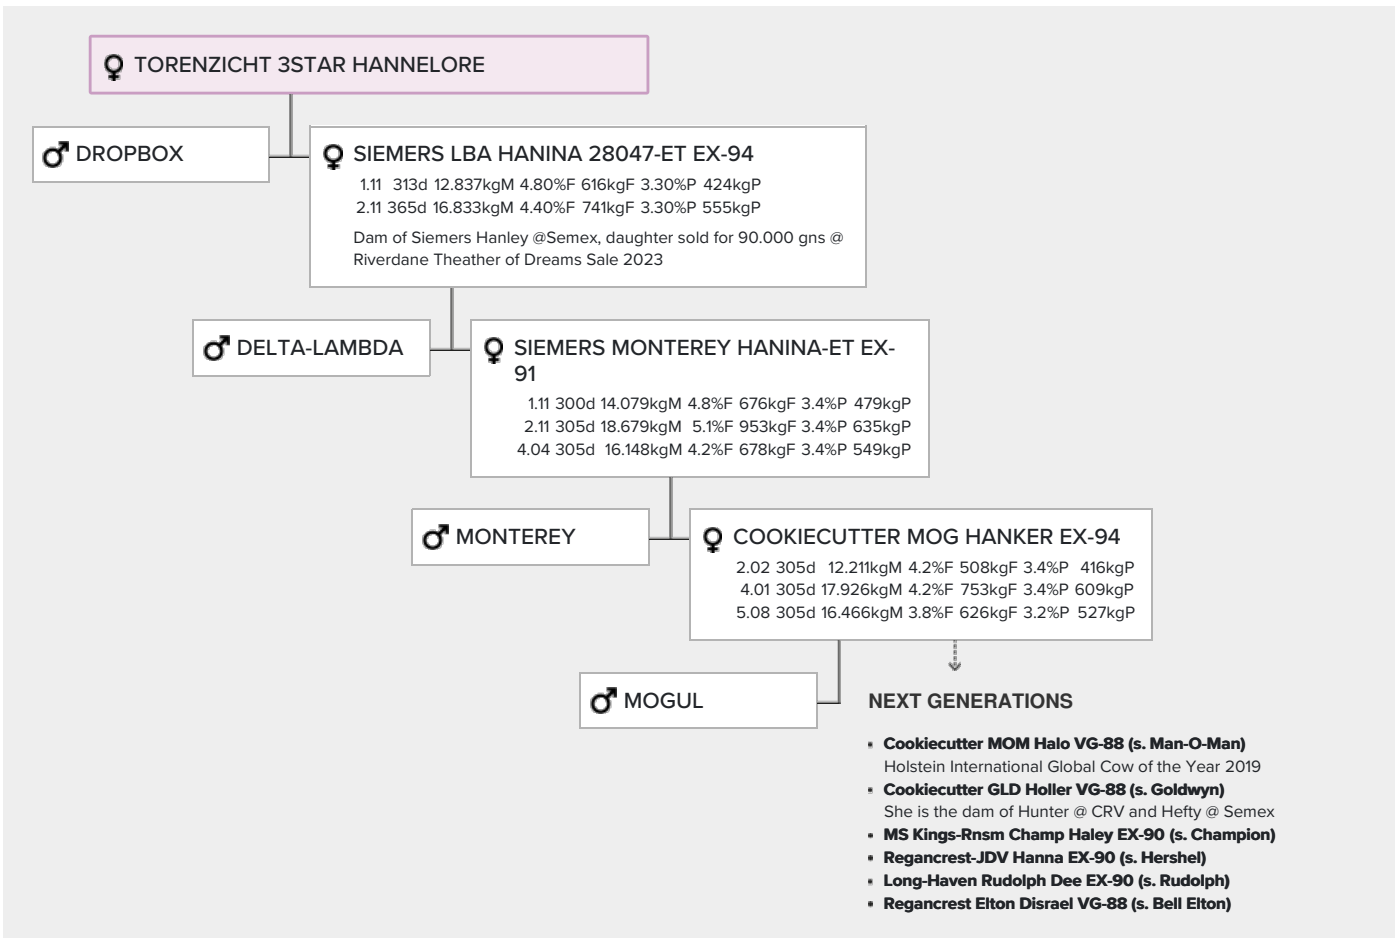 ♀ TORENZICHT 3STAR HANNELORE
♂ DROPBOX
♀ SIEMERS LBA HANINA 28047-ET EX-94
1.11 313d 12.837kgM 4.80%F 616kgF 3.30%P 424kgP
2.11 365d 16.833kgM 4.40%F 741kgF 3.30%P 555kgP
Dam of Siemers Hanley @Semex, daughter sold for 90.000 gns @
Riverdane Theather of Dreams Sale 2023
♂ DELTA-LAMBDA
♀ SIEMERS MONTEREY HANINA-ET EX-
91
1.11 300d 14.079kgM 4.8%F 676kgF 3.4%P 479kgP
2.11 305d 18.679kgM 5.1%F 953kgF 3.4%P 635kgP
4.04 305d 16.148kgM 4.2%F 678kgF 3.4%P 549kgP
♂ MONTEREY
♀ COOKIECUTTER MOG HANKER EX-94
2.02 305d 12.211kgM 4.2%F 508kgF 3.4%P 416kgP
4.01 305d 17.926kgM 4.2%F 753kgF 3.4%P 609kgP
5.08 305d 16.466kgM 3.8%F 626kgF 3.2%P 527kgP
♂ MOGUL
NEXT GENERATIONS
▪ Cookiecutter MOM Halo VG-88 (s. Man-O-Man)
Holstein International Global Cow of the Year 2019
▪ Cookiecutter GLD Holler VG-88 (s. Goldwyn)
She is the dam of Hunter @ CRV and Hefty @ Semex
▪ MS Kings-Rnsm Champ Haley EX-90 (s. Champion)
▪ Regancrest-JDV Hanna EX-90 (s. Hershel)
▪ Long-Haven Rudolph Dee EX-90 (s. Rudolph)
▪ Regancrest Elton Disrael VG-88 (s. Bell Elton)